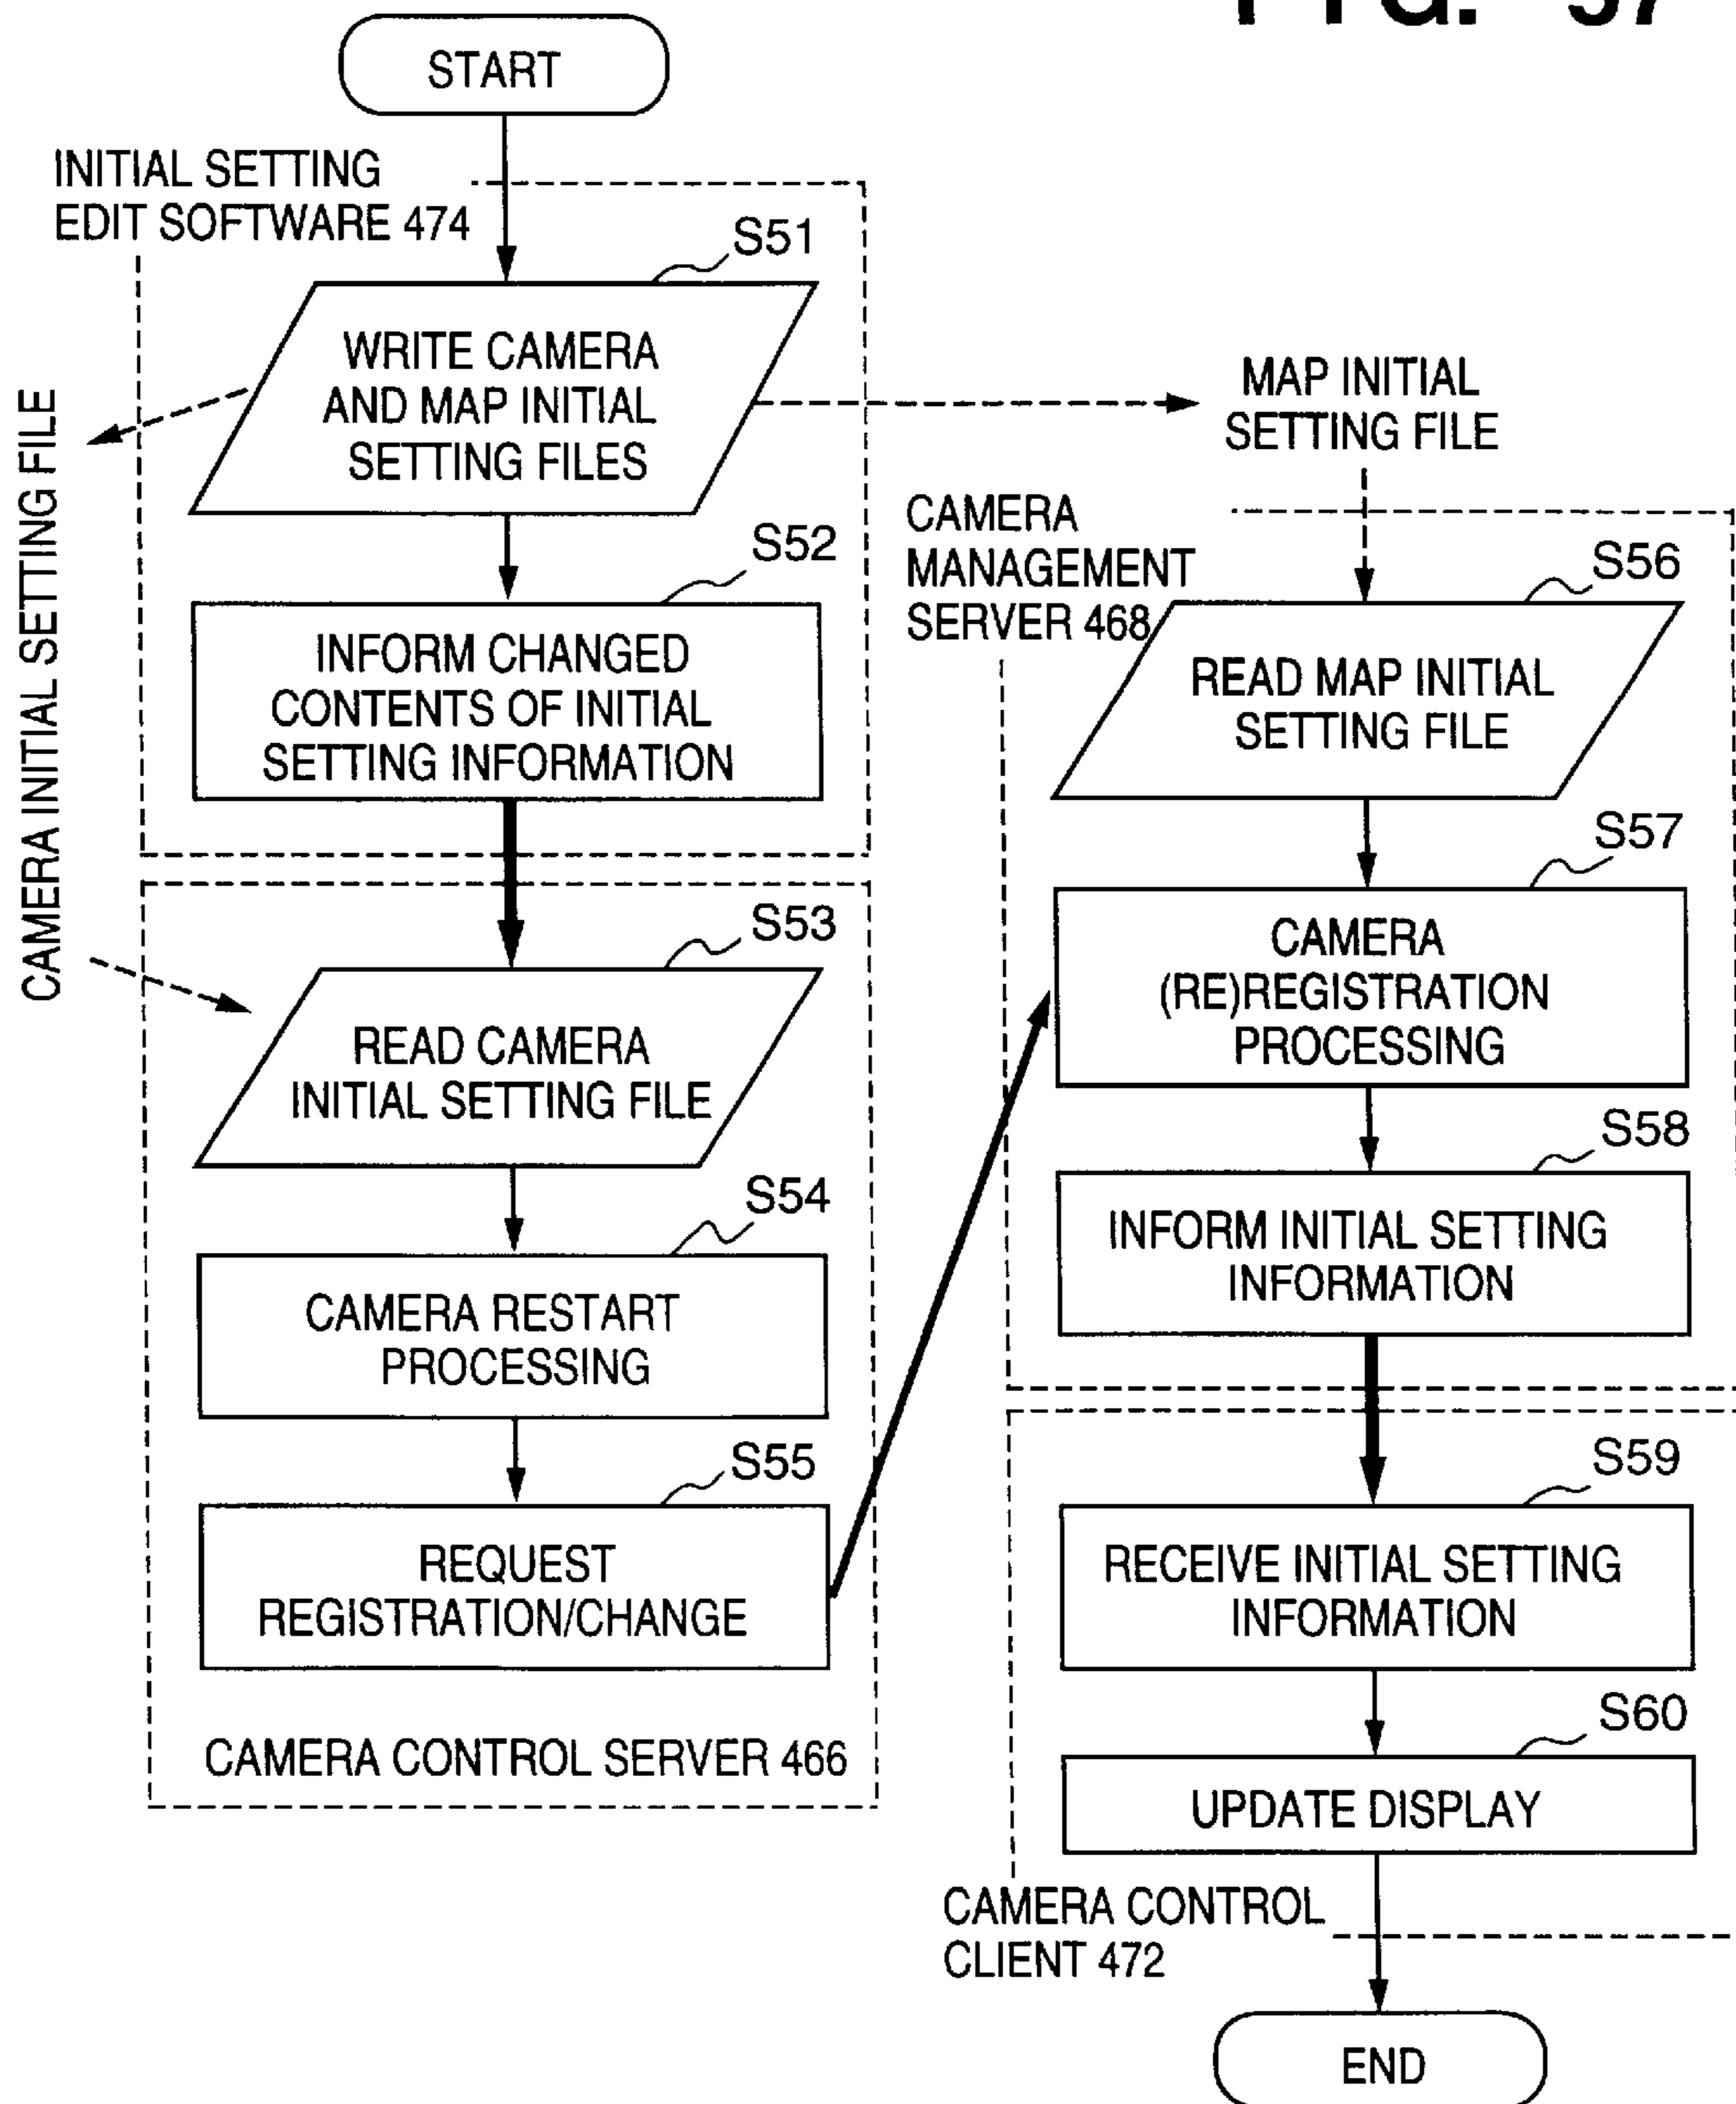 FIG. 37
START
INITIAL SETTING
EDIT SOFTWARE 474
S51
WRITE CAMERA
AND MAP INITIAL
SETTING FILES
CAMERA INITIAL SETTING FILE
S52
INFORM CHANGED
CONTENTS OF INITIAL
SETTING INFORMATION
S53
READ CAMERA
INITIAL SETTING FILE
S54
CAMERA RESTART
PROCESSING
S55
REQUEST
REGISTRATION/CHANGE
CAMERA CONTROL SERVER 466
MAP INITIAL
SETTING FILE
CAMERA
MANAGEMENT
SERVER 468
S56
READ MAP INITIAL
SETTING FILE
S57
CAMERA
(RE)REGISTRATION
PROCESSING
S58
INFORM INITIAL SETTING
INFORMATION
S59
RECEIVE INITIAL SETTING
INFORMATION
S60
UPDATE DISPLAY
CAMERA CONTROL
CLIENT 472
END